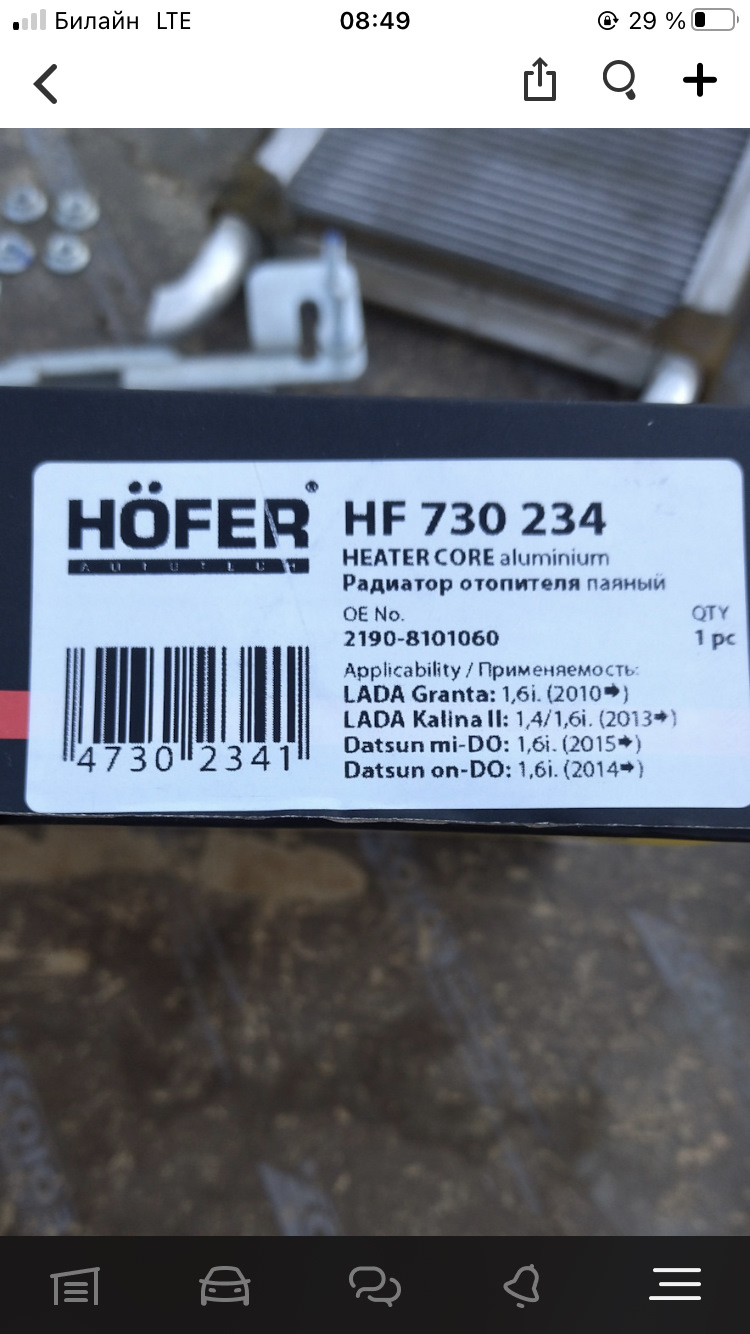 Билайн LTE
08:49
29 %
HÖFER®
AUTOTECH
HF 730 234
HEATER CORE aluminium
Радиатор отопителя паяный
OE No.
QTY
2190-8101060
1 pc
Applicability / Применяемость:
LADA Granta: 1,6i. (2010➡)
LADA Kalina II: 1,4/1,6i. (2013➡)
Datsun mi-DO: 1,6i. (2015➡)
Datsun on-DO: 1,6i. (2014➡)
4730 2341